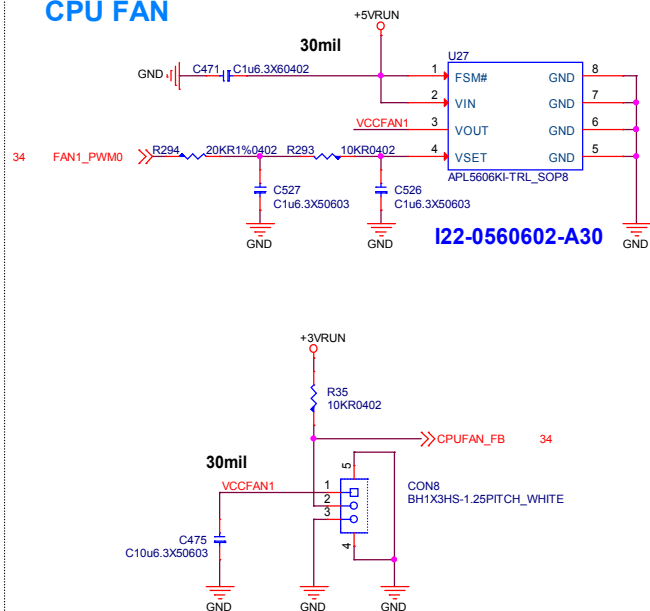 CPU FAN
+5VRUN
30mil
U27
GND C471 C1u6.3X60402
1 FSM# GND 8
2 VIN GND 7
VCCFAN1 3 VOUT GND 6
34 FAN1_PWM0 R294 20KR1%0402 R293 10KR0402 4 VSET GND 5
APL5606KI-TRL_SOP8
C527
C1u6.3X50603
C526
C1u6.3X50603
I22-0560602-A30
GND GND GND
+3VRUN
R35
10KR0402
CPUFAN_FB 34
30mil
VCCFAN1
1
2
3
5
4
CON8
BH1X3HS-1.25PITCH_WHITE
C475
C10u6.3X50603
GND GND GND